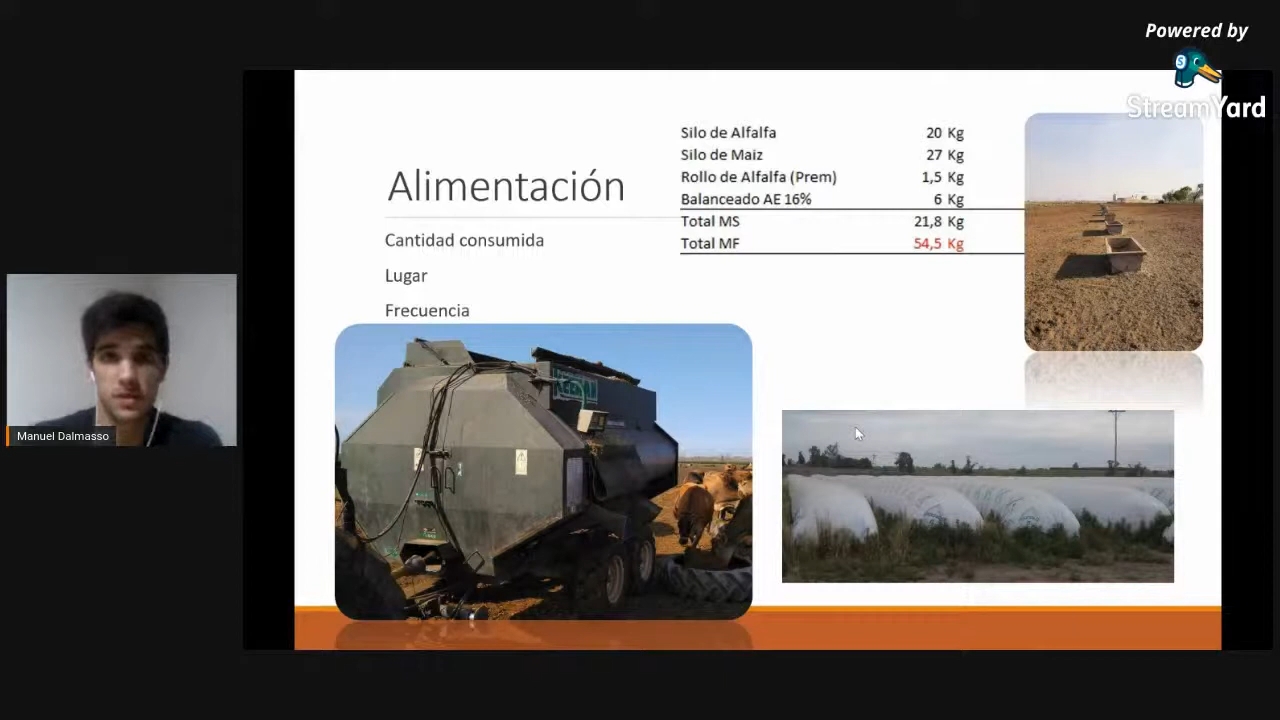 Powered by
StreamYard
Alimentación
Cantidad consumida
Lugar
Frecuencia
Silo de Alfalfa 20 Kg
Silo de Maiz 27 Kg
Rollo de Alfalfa (Prem) 1,5 Kg
Balanceado AE 16% 6 Kg
Total MS 21,8 Kg
Total MF 54,5 Kg
KEENAN
Manuel Dalmasso